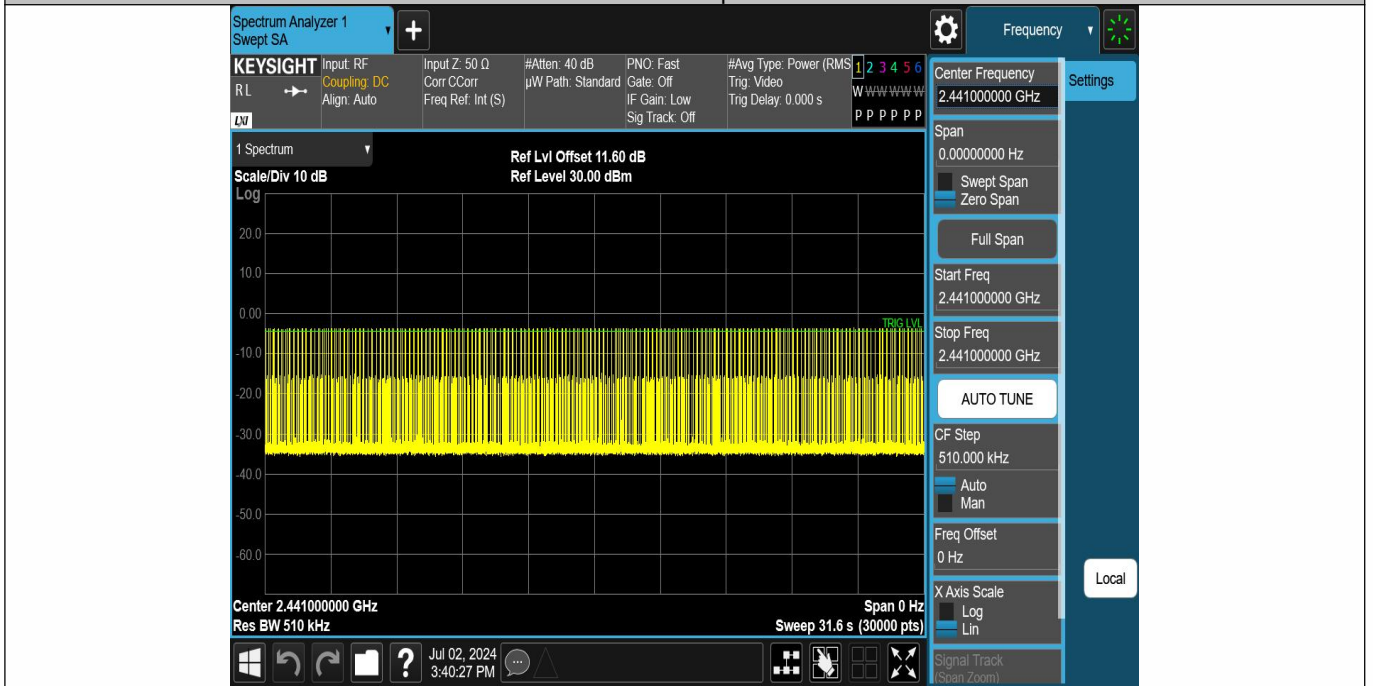 Spectrum Analyzer 1
Swept SA
+
Frequency
KEYSIGHT
R L
LXI
Input: RF
Coupling: DC
Align: Auto
Input Z: 50 Ω
Corr CCorr
Freq Ref: Int (S)
#Atten: 40 dB
µW Path: Standard
PNO: Fast
Gate: Off
IF Gain: Low
Sig Track: Off
#Avg Type: Power (RMS
Trig: Video
Trig Delay: 0.000 s
1 2 3 4 5 6
W W W W W W
P P P P P P
1 Spectrum
Scale/Div 10 dB
Ref Lvl Offset 11.60 dB
Ref Level 30.00 dBm
Log
20.0
10.0
0.00
TRIG LVL
-10.0
-20.0
-30.0
-40.0
-50.0
-60.0
Center 2.441000000 GHz
Res BW 510 kHz
Span 0 Hz
Sweep 31.6 s (30000 pts)
Center Frequency
2.441000000 GHz
Settings
Span
0.00000000 Hz
Swept Span
Zero Span
Full Span
Start Freq
2.441000000 GHz
Stop Freq
2.441000000 GHz
AUTO TUNE
CF Step
510.000 kHz
Auto
Man
Freq Offset
0 Hz
Local
X Axis Scale
Log
Lin
Signal Track
(Span Zoom)
?
Jul 02, 2024
3:40:27 PM